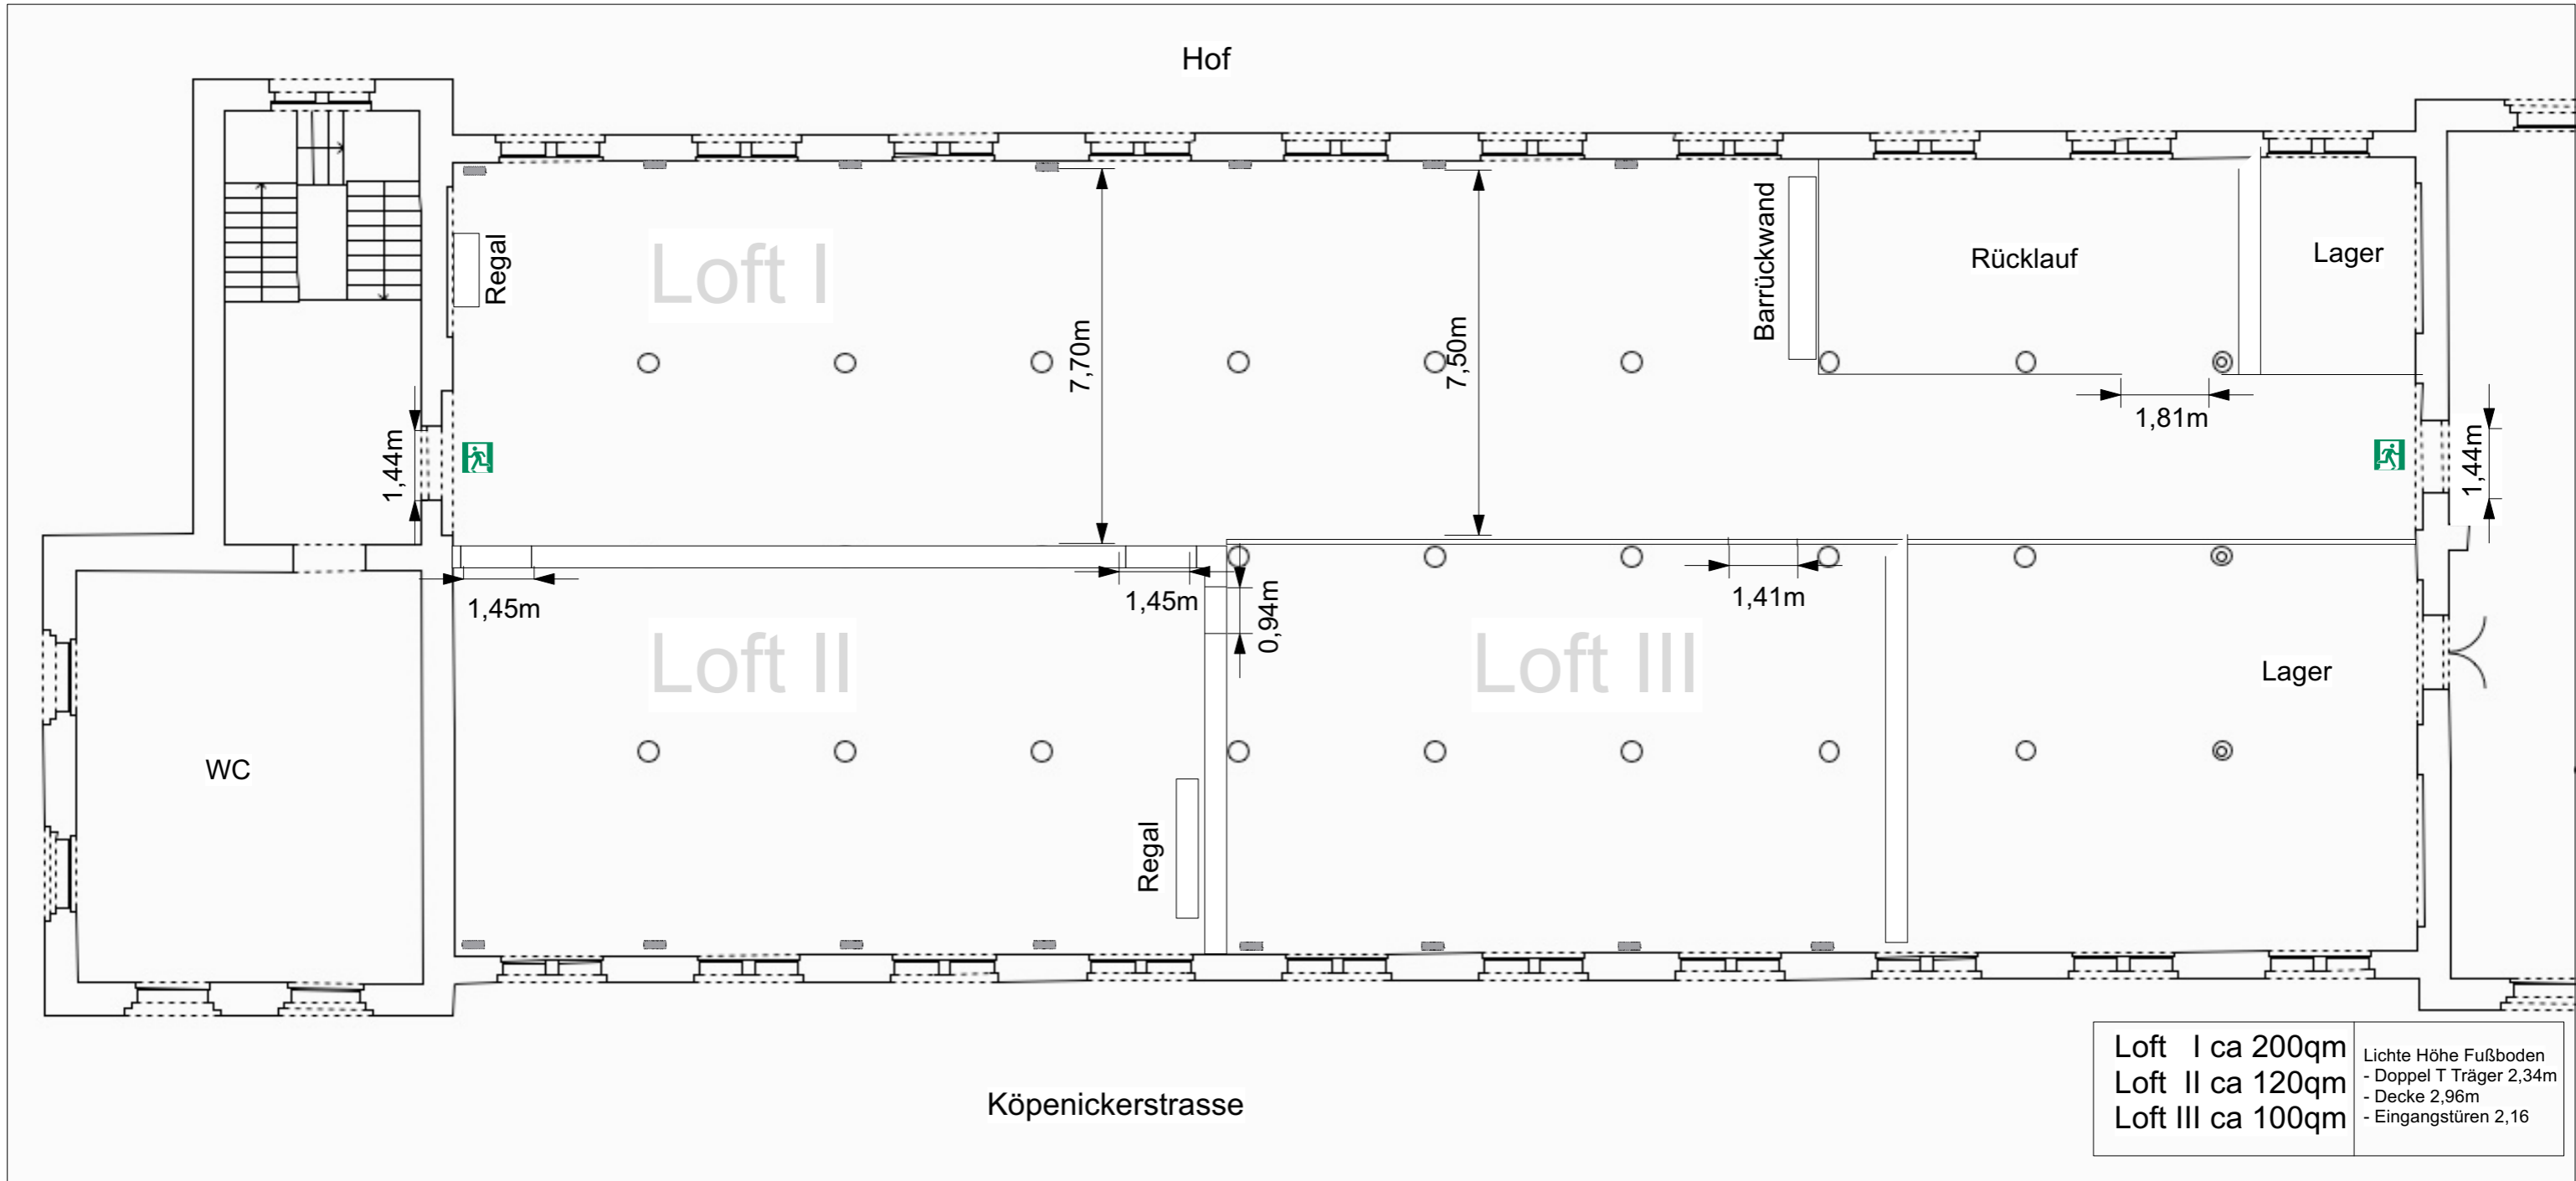 Hof
Regal
Loft I
7,70m
7,50m
Barrückwand
Rücklauf
Lager
1,81m
1,44m
1,44m
1,45m
1,45m
0,94m
1,41m
Loft II
Loft III
Lager
WC
Regal
Köpenickerstrasse
Loft I ca 200qm
Loft II ca 120qm
Loft III ca 100qm
Lichte Höhe Fußboden
- Doppel T Träger 2,34m
- Decke 2,96m
- Eingangstüren 2,16